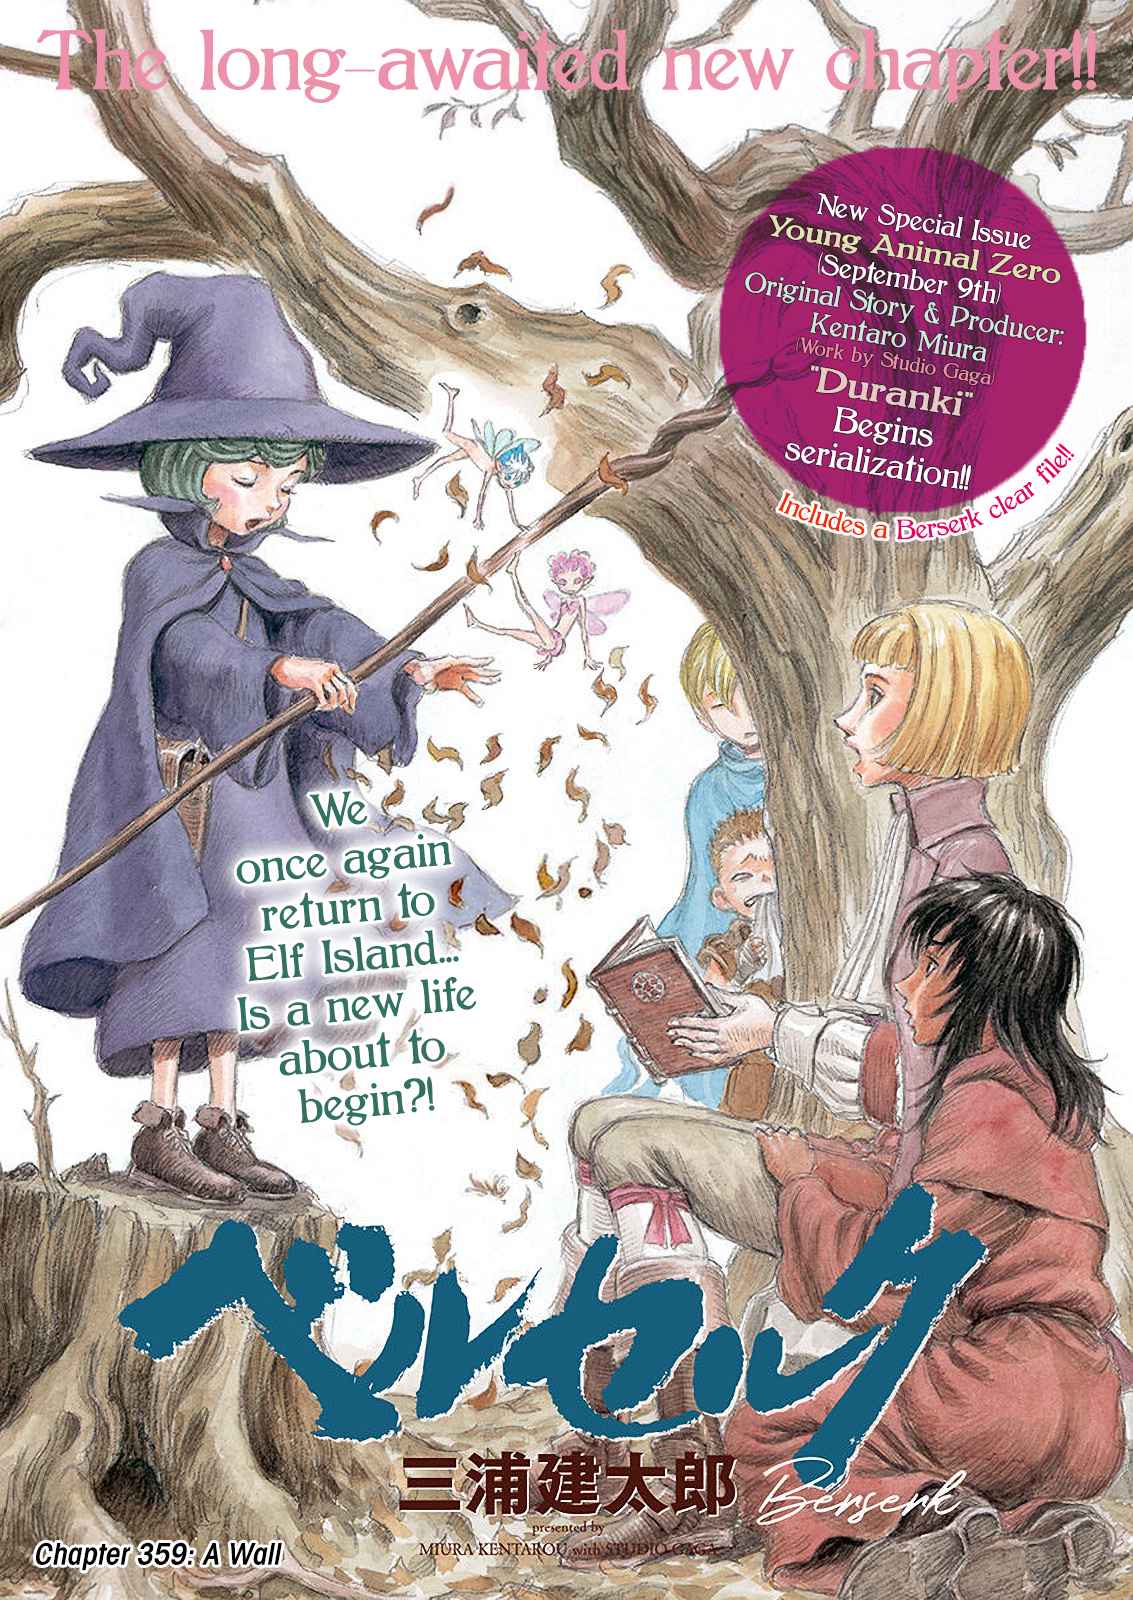 The long-awaited new chapter!!
New Special Issue
Young Animal Zero
(September 9th)
Original Story & Producer:
Kentaro Miura
(Work by Studio Gaga)
"Duranki"
Begins
serialization!!
Includes a Berserk clear file!!
We
once again
return to
Elf Island...
Is a new life
about to
begin?!
ベルセルク
三浦建太郎
Berserk
presented by
MIURA KENTAROU with STUDIO GAGA
Chapter 359: A Wall